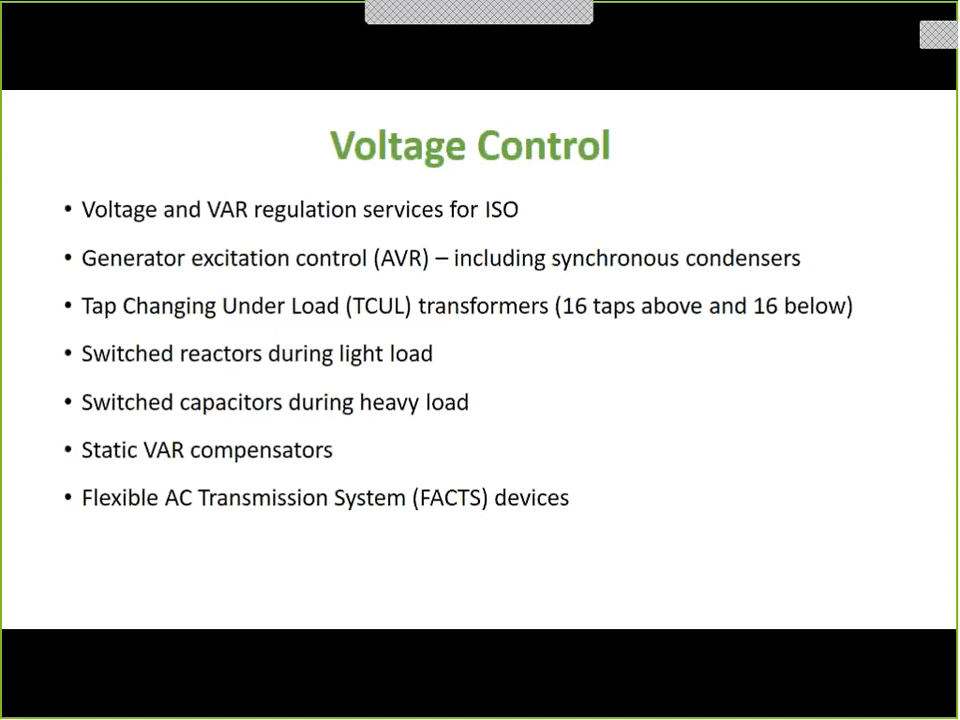 Voltage Control
• Voltage and VAR regulation services for ISO
• Generator excitation control (AVR) – including synchronous condensers
• Tap Changing Under Load (TCUL) transformers (16 taps above and 16 below)
• Switched reactors during light load
• Switched capacitors during heavy load
• Static VAR compensators
• Flexible AC Transmission System (FACTS) devices